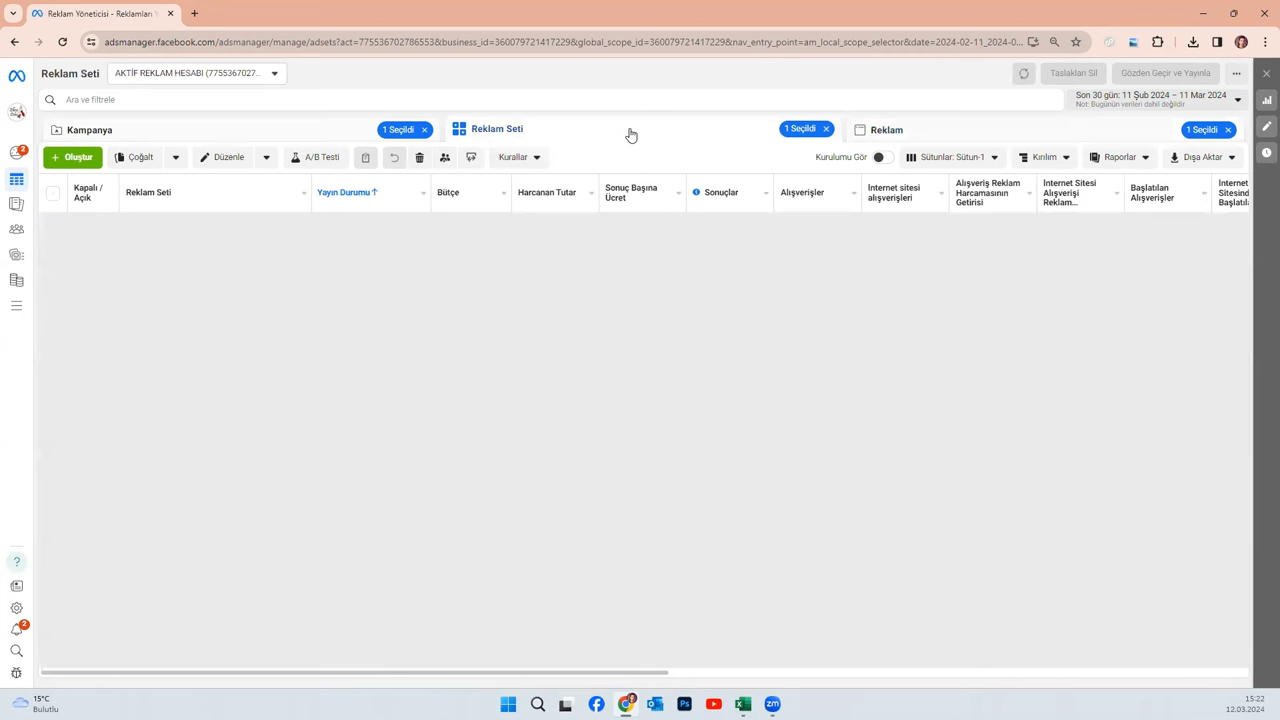 Reklam Yöneticisi - Reklamları Y
adsmanager.facebook.com/adsmanager/manage/adsets?act=775536702786553&business_id=360079721417229&global_scope_id=360079721417229&nav_entry_point=am_local_scope_selector&date=2024-02-11_2024-0...
Reklam Seti
AKTİF REKLAM HESABI (7755367027...
Taslakları Sil
Gözden Geçir ve Yayınla
Ara ve filtrele
Son 30 gün: 11 Şub 2024 – 11 Mar 2024
Not: Bugünün verileri dahil değildir
Kampanya
1 Seçildi
Reklam Seti
1 Seçildi
Reklam
1 Seçildi
+ Oluştur
Çoğalt
Düzenle
A/B Testi
Kurallar
Kurulumu Gör
Sütunlar: Sütun-1
Kırılım
Raporlar
Dışa Aktar
Kapalı / Açık
Reklam Seti
Yayın Durumu ↑
Bütçe
Harcanan Tutar
Sonuç Başına Ücret
Sonuçlar
Alışverişler
İnternet sitesi alışverişleri
Alışveriş Reklam Harcamasının Getirisi
İnternet Sitesi Alışverişi Reklam...
Başlatılan Alışverişler
İnternet Sitesind Başlatıla
2
2
15°C
Bulutlu
15:22
12.03.2024